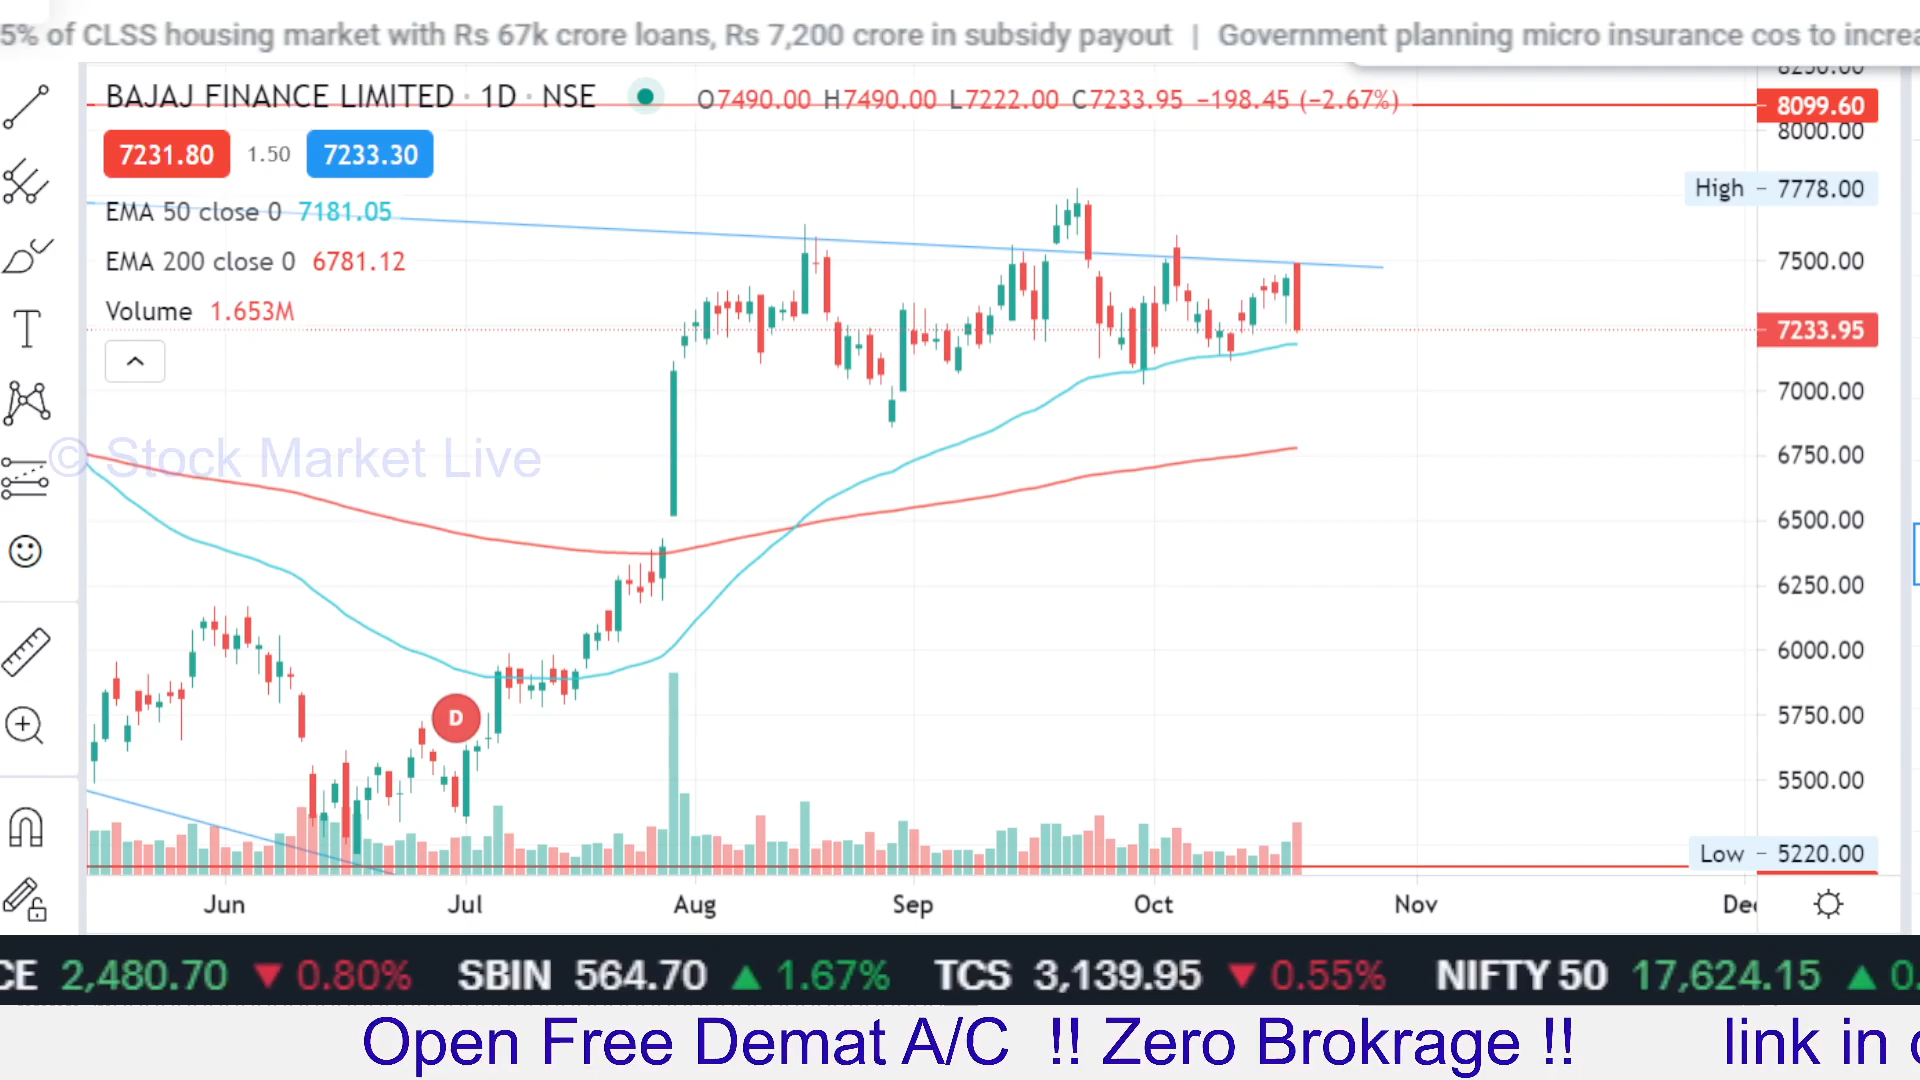 5% of CLSS housing market with Rs 67k crore loans, Rs 7,200 crore in subsidy payout | Government planning micro insurance cos to increa
BAJAJ FINANCE LIMITED · 1D · NSE O7490.00 H7490.00 L7222.00 C7233.95 −198.45 (−2.67%)
7231.80 1.50 7233.30
EMA 50 close 0 7181.05
EMA 200 close 0 6781.12
Volume 1.653M
© Stock Market Live
D
8250.00
8099.60
8000.00
High 7778.00
7500.00
7233.95
7000.00
6750.00
6500.00
6250.00
6000.00
5750.00
5500.00
Low 5220.00
Jun Jul Aug Sep Oct Nov Dec
CE 2,480.70 ▼ 0.80% SBIN 564.70 ▲ 1.67% TCS 3,139.95 ▼ 0.55% NIFTY 50 17,624.15 ▲ 0.
Open Free Demat A/C !! Zero Brokrage !! link in